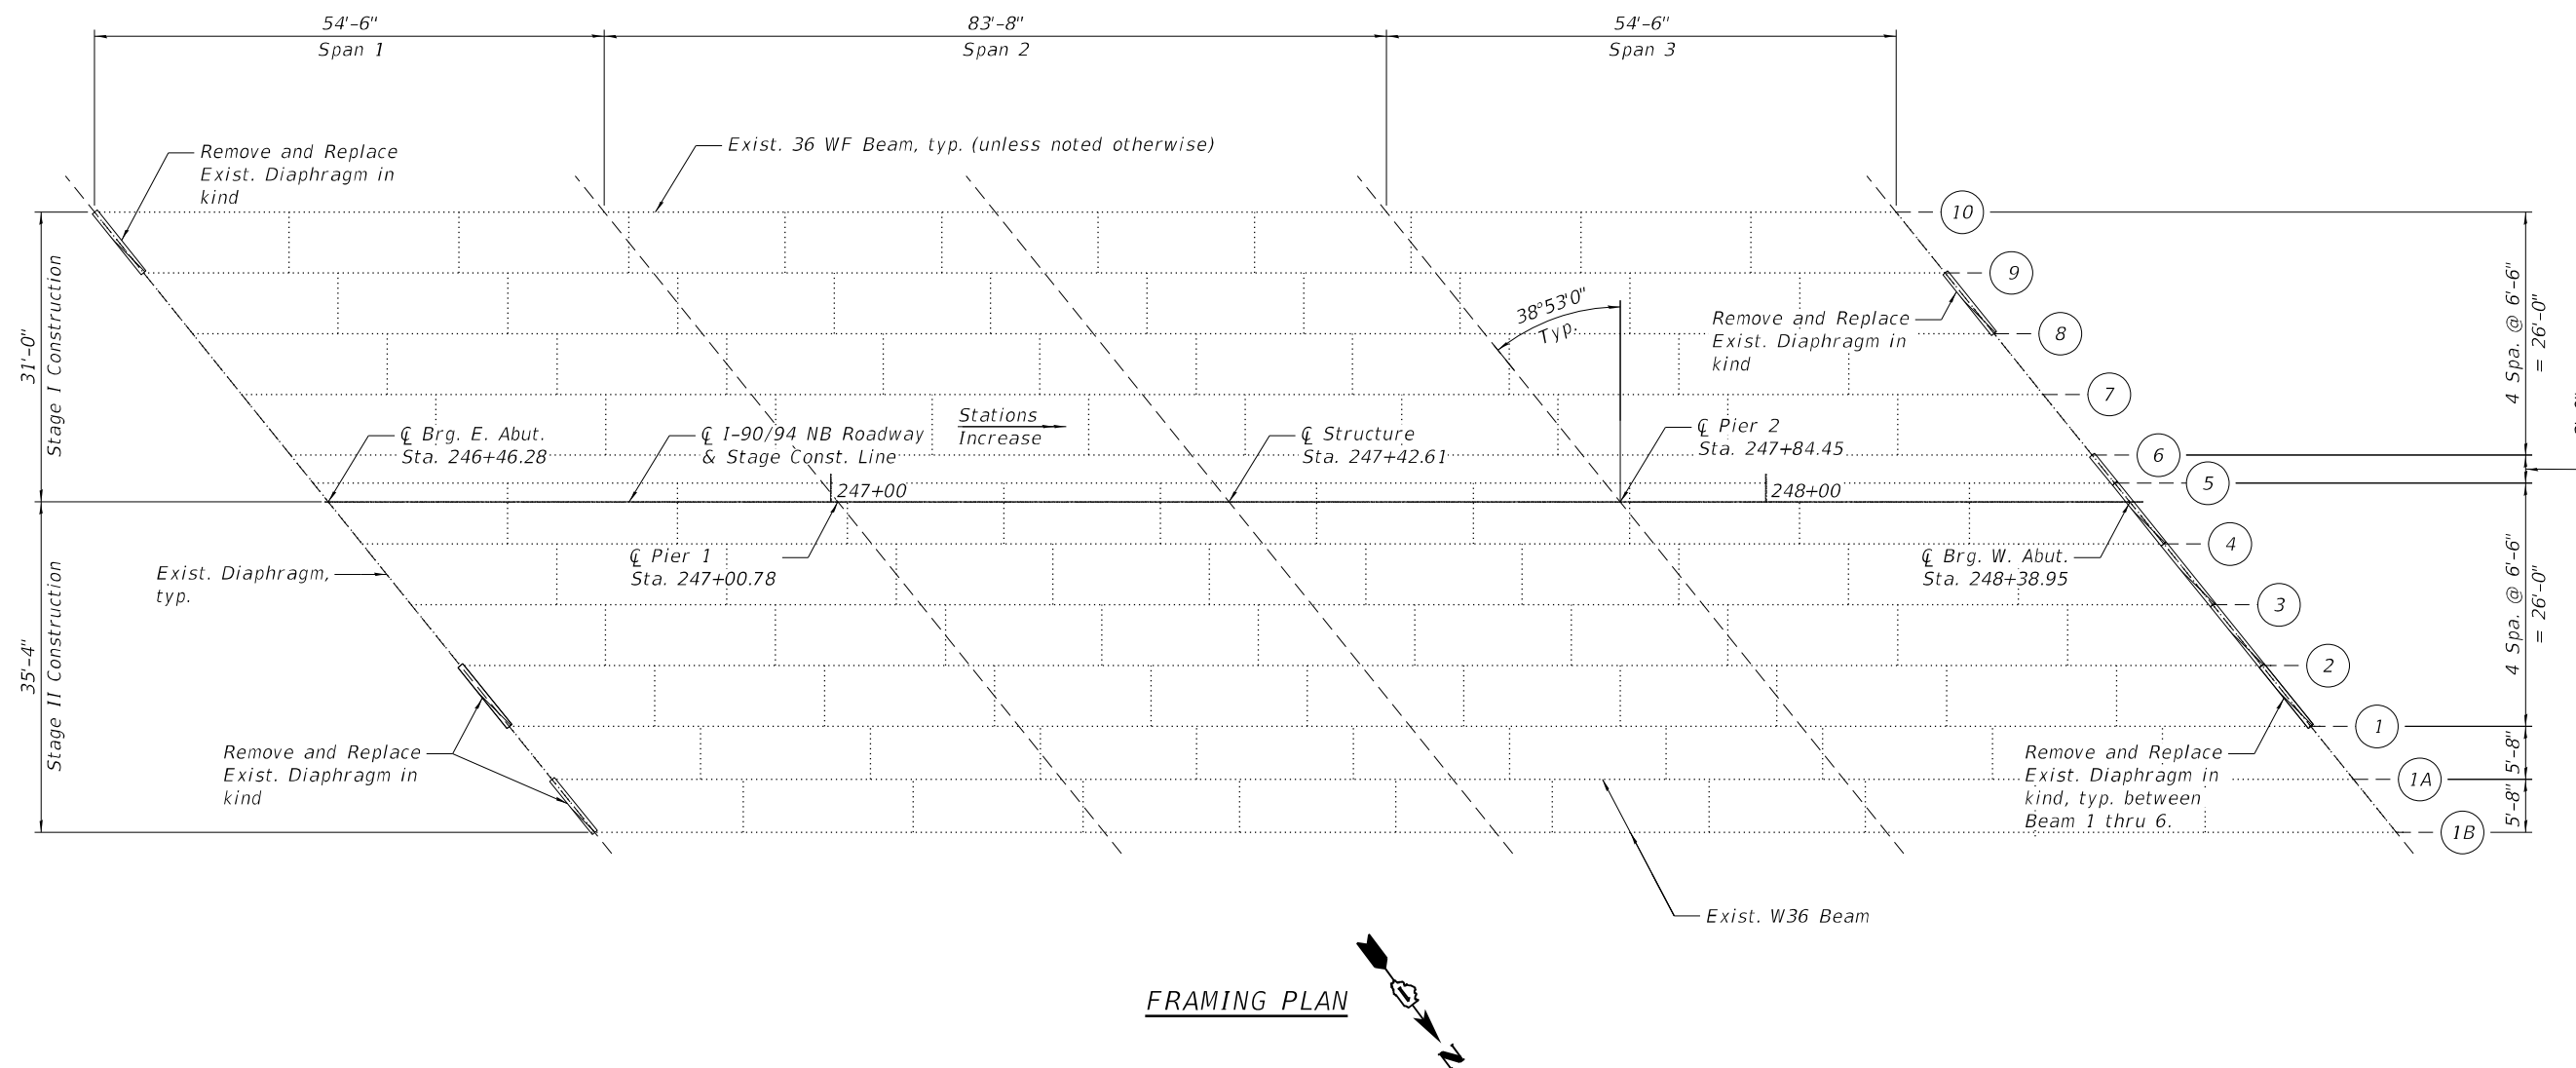 54'-6"
83'-8"
54'-6"
Span 1
Span 2
Span 3
Remove and Replace
Exist. Diaphragm in
kind
Exist. 36 WF Beam, typ. (unless noted otherwise)
10
9
8
7
6
5
4
3
2
1
1A
1B
31'-0"
Stage I Construction
35'-4"
Stage II Construction
38°53'0"
Typ.
Remove and Replace
Exist. Diaphragm in
kind
4 Spa. @ 6'-6"
= 26'-0"
Stations
Increase
℄ Brg. E. Abut.
Sta. 246+46.28
℄ I-90/94 NB Roadway
& Stage Const. Line
℄ Structure
Sta. 247+42.61
℄ Pier 2
Sta. 247+84.45
247+00
248+00
℄ Pier 1
Sta. 247+00.78
℄ Brg. W. Abut.
Sta. 248+38.95
Exist. Diaphragm,
typ.
4 Spa. @ 6'-6"
= 26'-0"
Remove and Replace
Exist. Diaphragm in
kind
Remove and Replace
Exist. Diaphragm in
kind, typ. between
Beam 1 thru 6.
5'-8"
5'-8"
Exist. W36 Beam
FRAMING PLAN
N